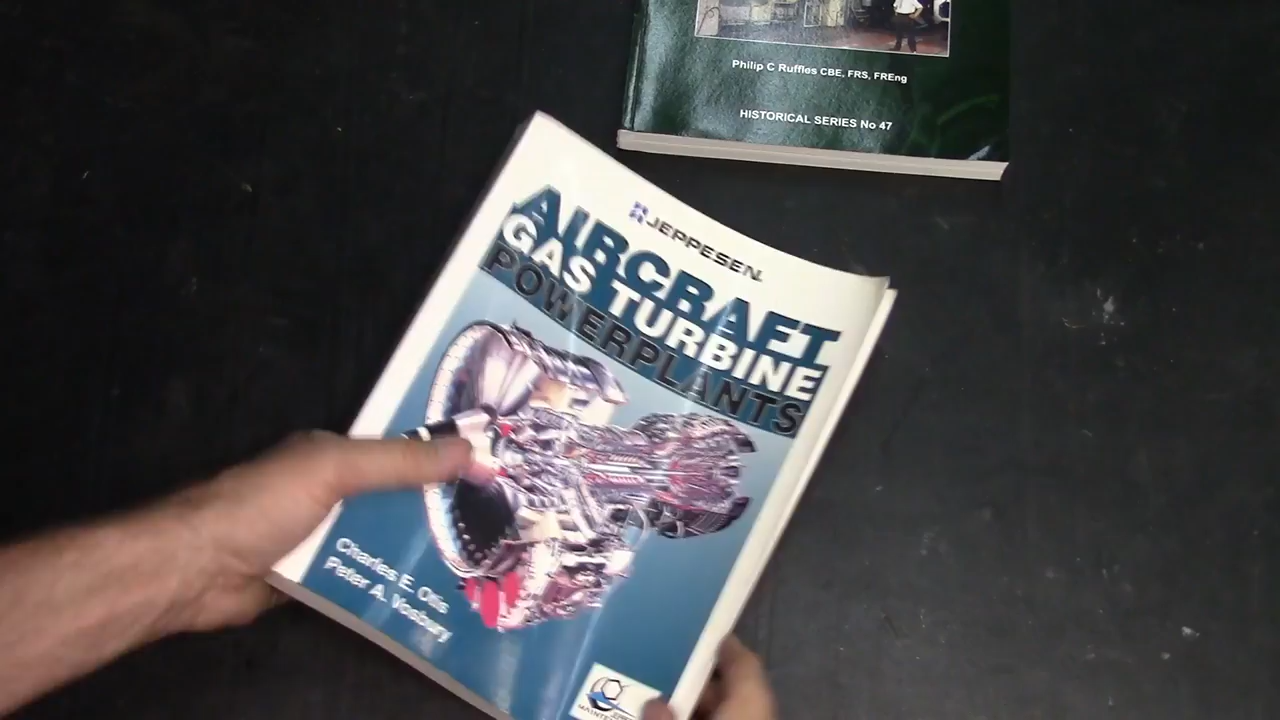 Philip C Ruffles CBE, FRS, FREng
HISTORICAL SERIES No 47
JEPPESEN
AIRCRAFT
GAS TURBINE
POWERPLANTS
Charles E. Otis
Peter A. Vosbury